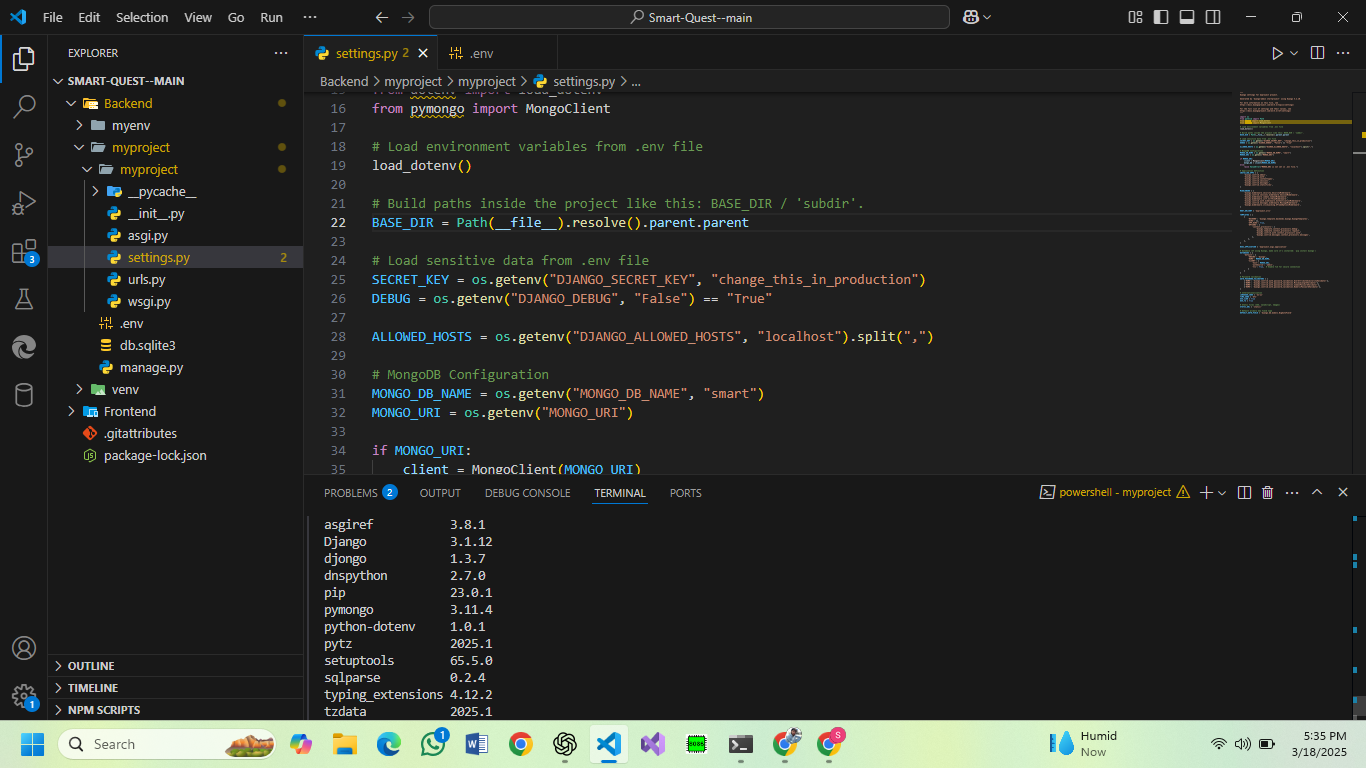 File Edit Selection View Go Run ···
Smart-Quest--main
EXPLORER
SMART-QUEST--MAIN
Backend
myenv
myproject
myproject
__pycache__
__init__.py
asgi.py
settings.py 2
urls.py
wsgi.py
.env
db.sqlite3
manage.py
venv
Frontend
.gitattributes
package-lock.json
OUTLINE
TIMELINE
NPM SCRIPTS
3
1
settings.py 2
.env
Backend > myproject > myproject > settings.py > ...
15 from dotenv import load_dotenv
16 from pymongo import MongoClient
17
18 # Load environment variables from .env file
19 load_dotenv()
20
21 # Build paths inside the project like this: BASE_DIR / 'subdir'.
22 BASE_DIR = Path(__file__).resolve().parent.parent
23
24 # Load sensitive data from .env file
25 SECRET_KEY = os.getenv("DJANGO_SECRET_KEY", "change_this_in_production")
26 DEBUG = os.getenv("DJANGO_DEBUG", "False") == "True"
27
28 ALLOWED_HOSTS = os.getenv("DJANGO_ALLOWED_HOSTS", "localhost").split(",")
29
30 # MongoDB Configuration
31 MONGO_DB_NAME = os.getenv("MONGO_DB_NAME", "smart")
32 MONGO_URI = os.getenv("MONGO_URI")
33
34 if MONGO_URI:
35 client = MongoClient(MONGO_URI)
PROBLEMS 2 OUTPUT DEBUG CONSOLE TERMINAL PORTS
powershell - myproject
asgiref 3.8.1
Django 3.1.12
djongo 1.3.7
dnspython 2.7.0
pip 23.0.1
pymongo 3.11.4
python-dotenv 1.0.1
pytz 2025.1
setuptools 65.5.0
sqlparse 0.2.4
typing_extensions 4.12.2
tzdata 2025.1
Search
1
S
Humid
Now
5:35 PM
3/18/2025